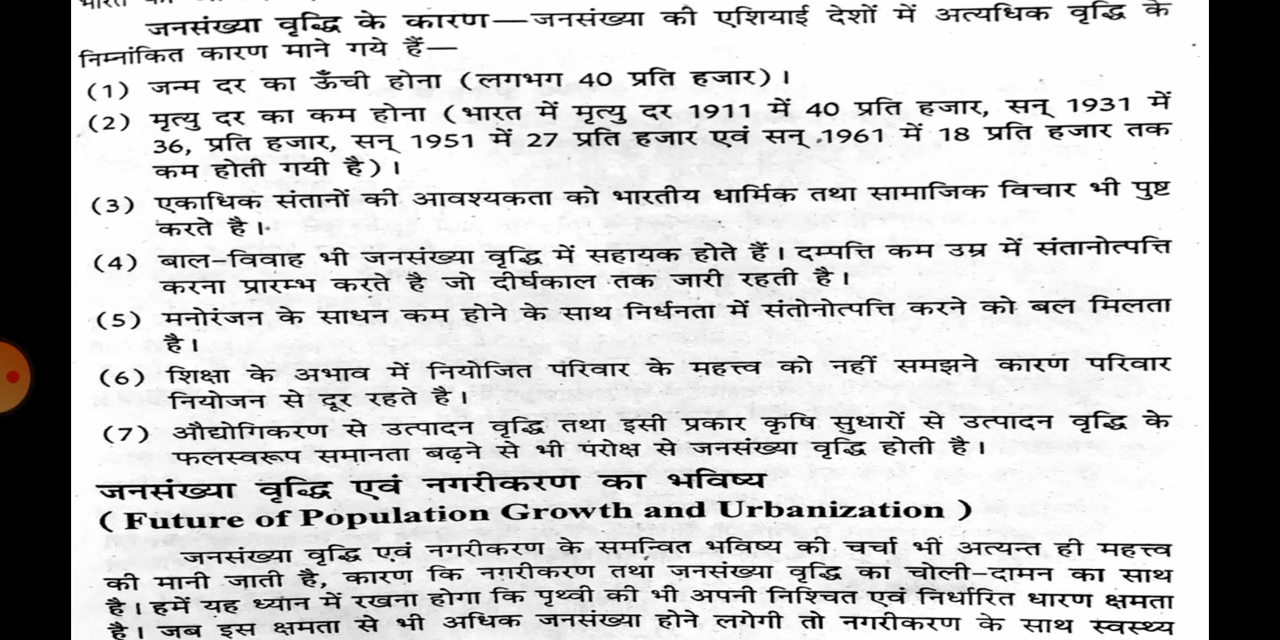 जनसंख्या वृद्धि के कारण—जनसंख्या की एशियाई देशों में अत्यधिक वृद्धि के
निम्नांकित कारण माने गये हैं—
(1) जन्म दर का ऊँची होना (लगभग 40 प्रति हजार)।
(2) मृत्यु दर का कम होना (भारत में मृत्यु दर 1911 में 40 प्रति हजार, सन् 1931 में
36, प्रति हजार, सन् 1951 में 27 प्रति हजार एवं सन् 1961 में 18 प्रति हजार तक
कम होती गयी है)।
(3) एकाधिक संतानों की आवश्यकता को भारतीय धार्मिक तथा सामाजिक विचार भी पुष्ट
करते है।
(4) बाल-विवाह भी जनसंख्या वृद्धि में सहायक होते हैं। दम्पत्ति कम उम्र में संतानोत्पत्ति
करना प्रारम्भ करते है जो दीर्घकाल तक जारी रहती है।
(5) मनोरंजन के साधन कम होने के साथ निर्धनता में संतोनोत्पत्ति करने को बल मिलता
है।
(6) शिक्षा के अभाव में नियोजित परिवार के महत्त्व को नहीं समझने कारण परिवार
नियोजन से दूर रहते है।
(7) औद्योगिकरण से उत्पादन वृद्धि तथा इसी प्रकार कृषि सुधारों से उत्पादन वृद्धि के
फलस्वरूप समानता बढ़ने से भी परोक्ष से जनसंख्या वृद्धि होती है।
जनसंख्या वृद्धि एवं नगरीकरण का भविष्य
( Future of Population Growth and Urbanization )
जनसंख्या वृद्धि एवं नगरीकरण के समन्वित भविष्य की चर्चा भी अत्यन्त ही महत्त्व
की मानी जाती है, कारण कि नगरीकरण तथा जनसंख्या वृद्धि का चोली-दामन का साथ
है। हमें यह ध्यान में रखना होगा कि पृथ्वी की भी अपनी निश्चित एवं निर्धारित धारण क्षमता
है। जब इस क्षमता से भी अधिक जनसंख्या होने लगेगी तो नगरीकरण के साथ स्वस्थ्य